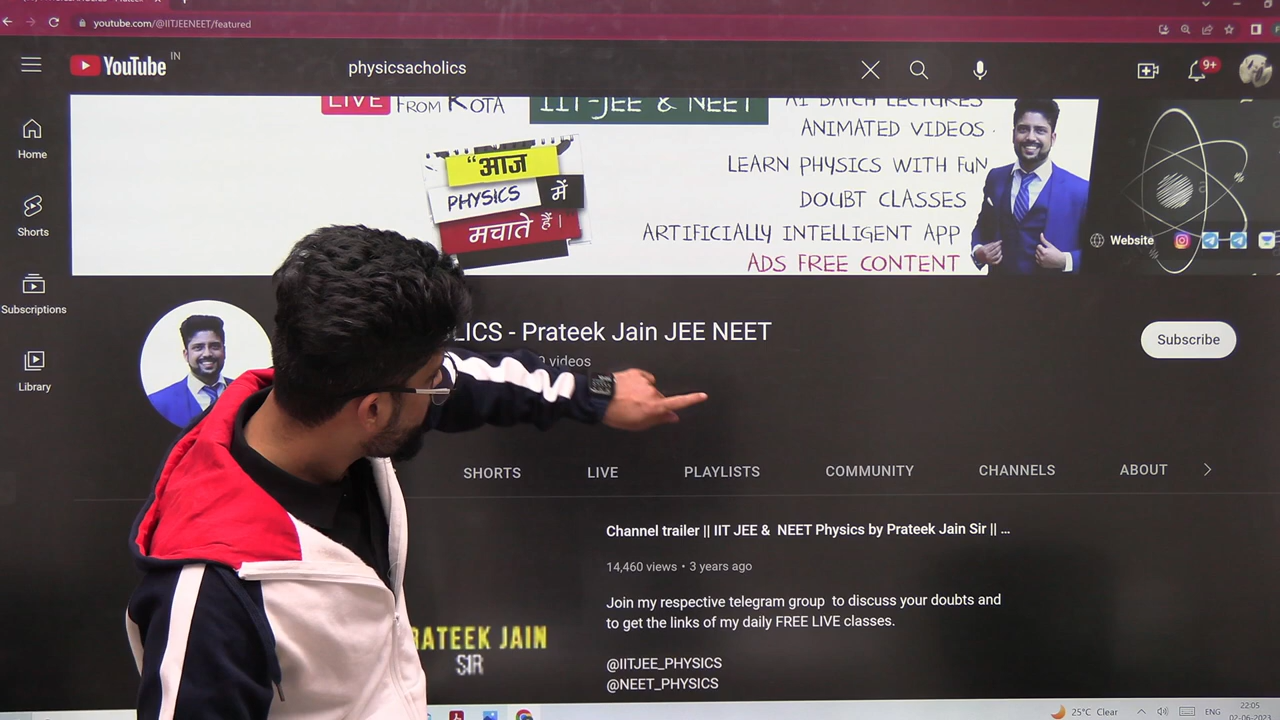 youtube.com/@IITJEENEET/featured
YouTube IN
physicsacholics
9+
LIVE FROM KOTA
IIT-JEE & NEET
AI BATCH LECTURES
ANIMATED VIDEOS
LEARN PHYSICS WITH FUN
DOUBT CLASSES
ARTIFICIALLY INTELLIGENT APP
ADS FREE CONTENT
"आज
PHYSICS में
मचाते हैं।
Website
Home
Shorts
Subscriptions
Library
LICS - Prateek Jain JEE NEET
videos
Subscribe
SHORTS LIVE PLAYLISTS COMMUNITY CHANNELS ABOUT
Channel trailer || IIT JEE & NEET Physics by Prateek Jain Sir || ...
14,460 views • 3 years ago
Join my respective telegram group to discuss your doubts and
to get the links of my daily FREE LIVE classes.
@IITJEE_PHYSICS
@NEET_PHYSICS
RATEEK JAIN
SIR
25°C Clear
ENG
22:05
02-06-2023